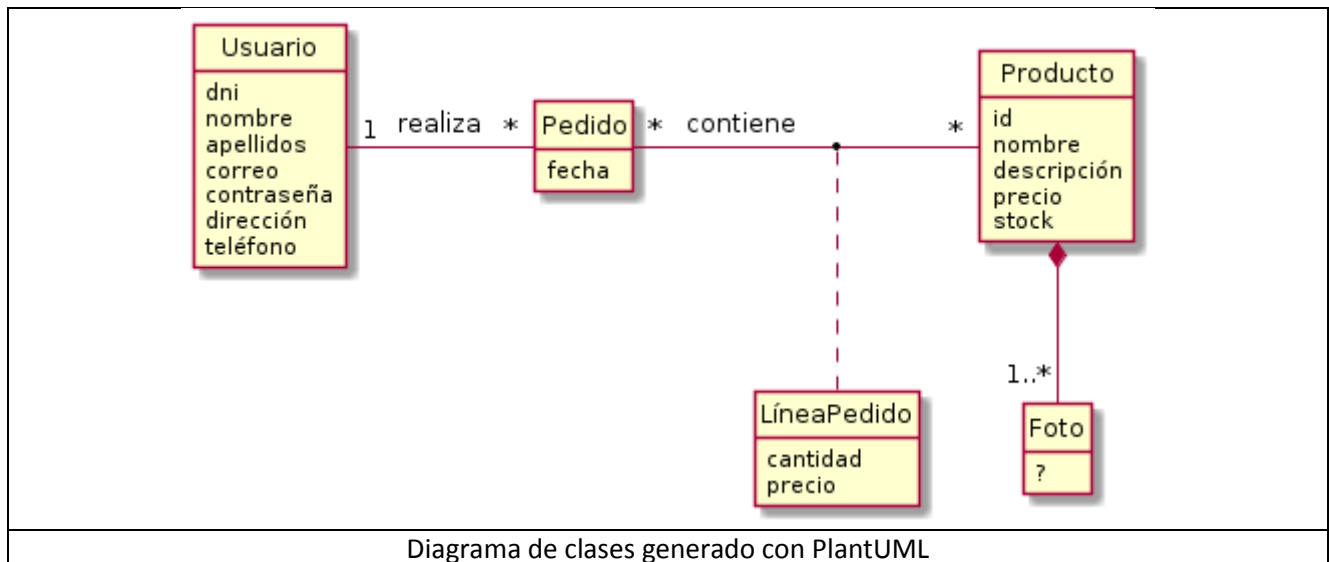 Usuario
dni
nombre
apellidos
correo
contraseña
dirección
teléfono
1 realiza *
Pedido
fecha
* contiene *
Producto
id
nombre
descripción
precio
stock
1..*
LíneaPedido
cantidad
precio
Foto
?
Diagrama de clases generado con PlantUML